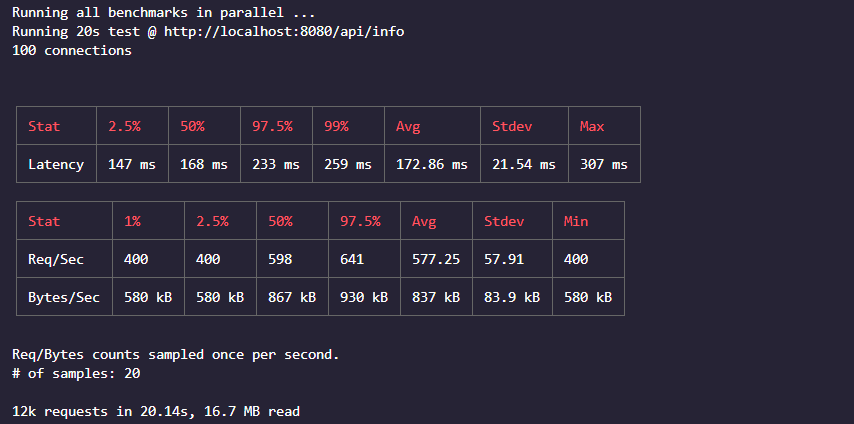 Running all benchmarks in parallel ...
Running 20s test @ http://localhost:8080/api/info
100 connections
Stat 2.5% 50% 97.5% 99% Avg Stdev Max
Latency 147 ms 168 ms 233 ms 259 ms 172.86 ms 21.54 ms 307 ms
Stat 1% 2.5% 50% 97.5% Avg Stdev Min
Req/Sec 400 400 598 641 577.25 57.91 400
Bytes/Sec 580 kB 580 kB 867 kB 930 kB 837 kB 83.9 kB 580 kB
Req/Bytes counts sampled once per second.
# of samples: 20
12k requests in 20.14s, 16.7 MB read